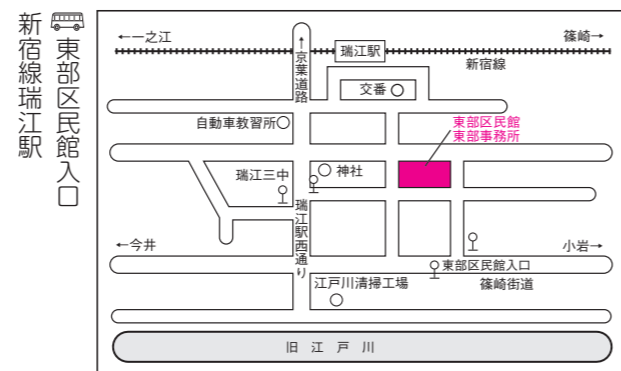 東部区民館入口
新宿線瑞江駅
←一之江
瑞江駅
篠崎→
新宿線
←京葉道路
交番
自動車教習所
東部区民館
東部事務所
神社
瑞江三中
瑞江駅西通り
←今井
小岩→
東部区民館入口
江戸川清掃工場
篠崎街道
旧江戸川